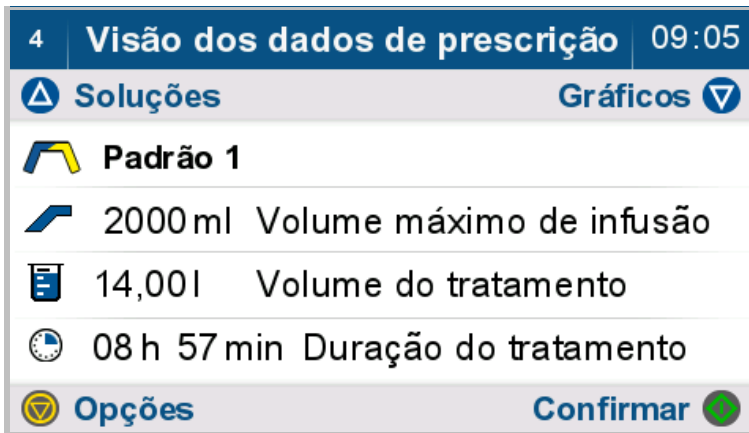 4 Visão dos dados de prescrição 09:05
Soluções Gráficos
Padrão 1
2000 ml Volume máximo de infusão
14,00 l Volume do tratamento
08 h 57 min Duração do tratamento
Opções Confirmar